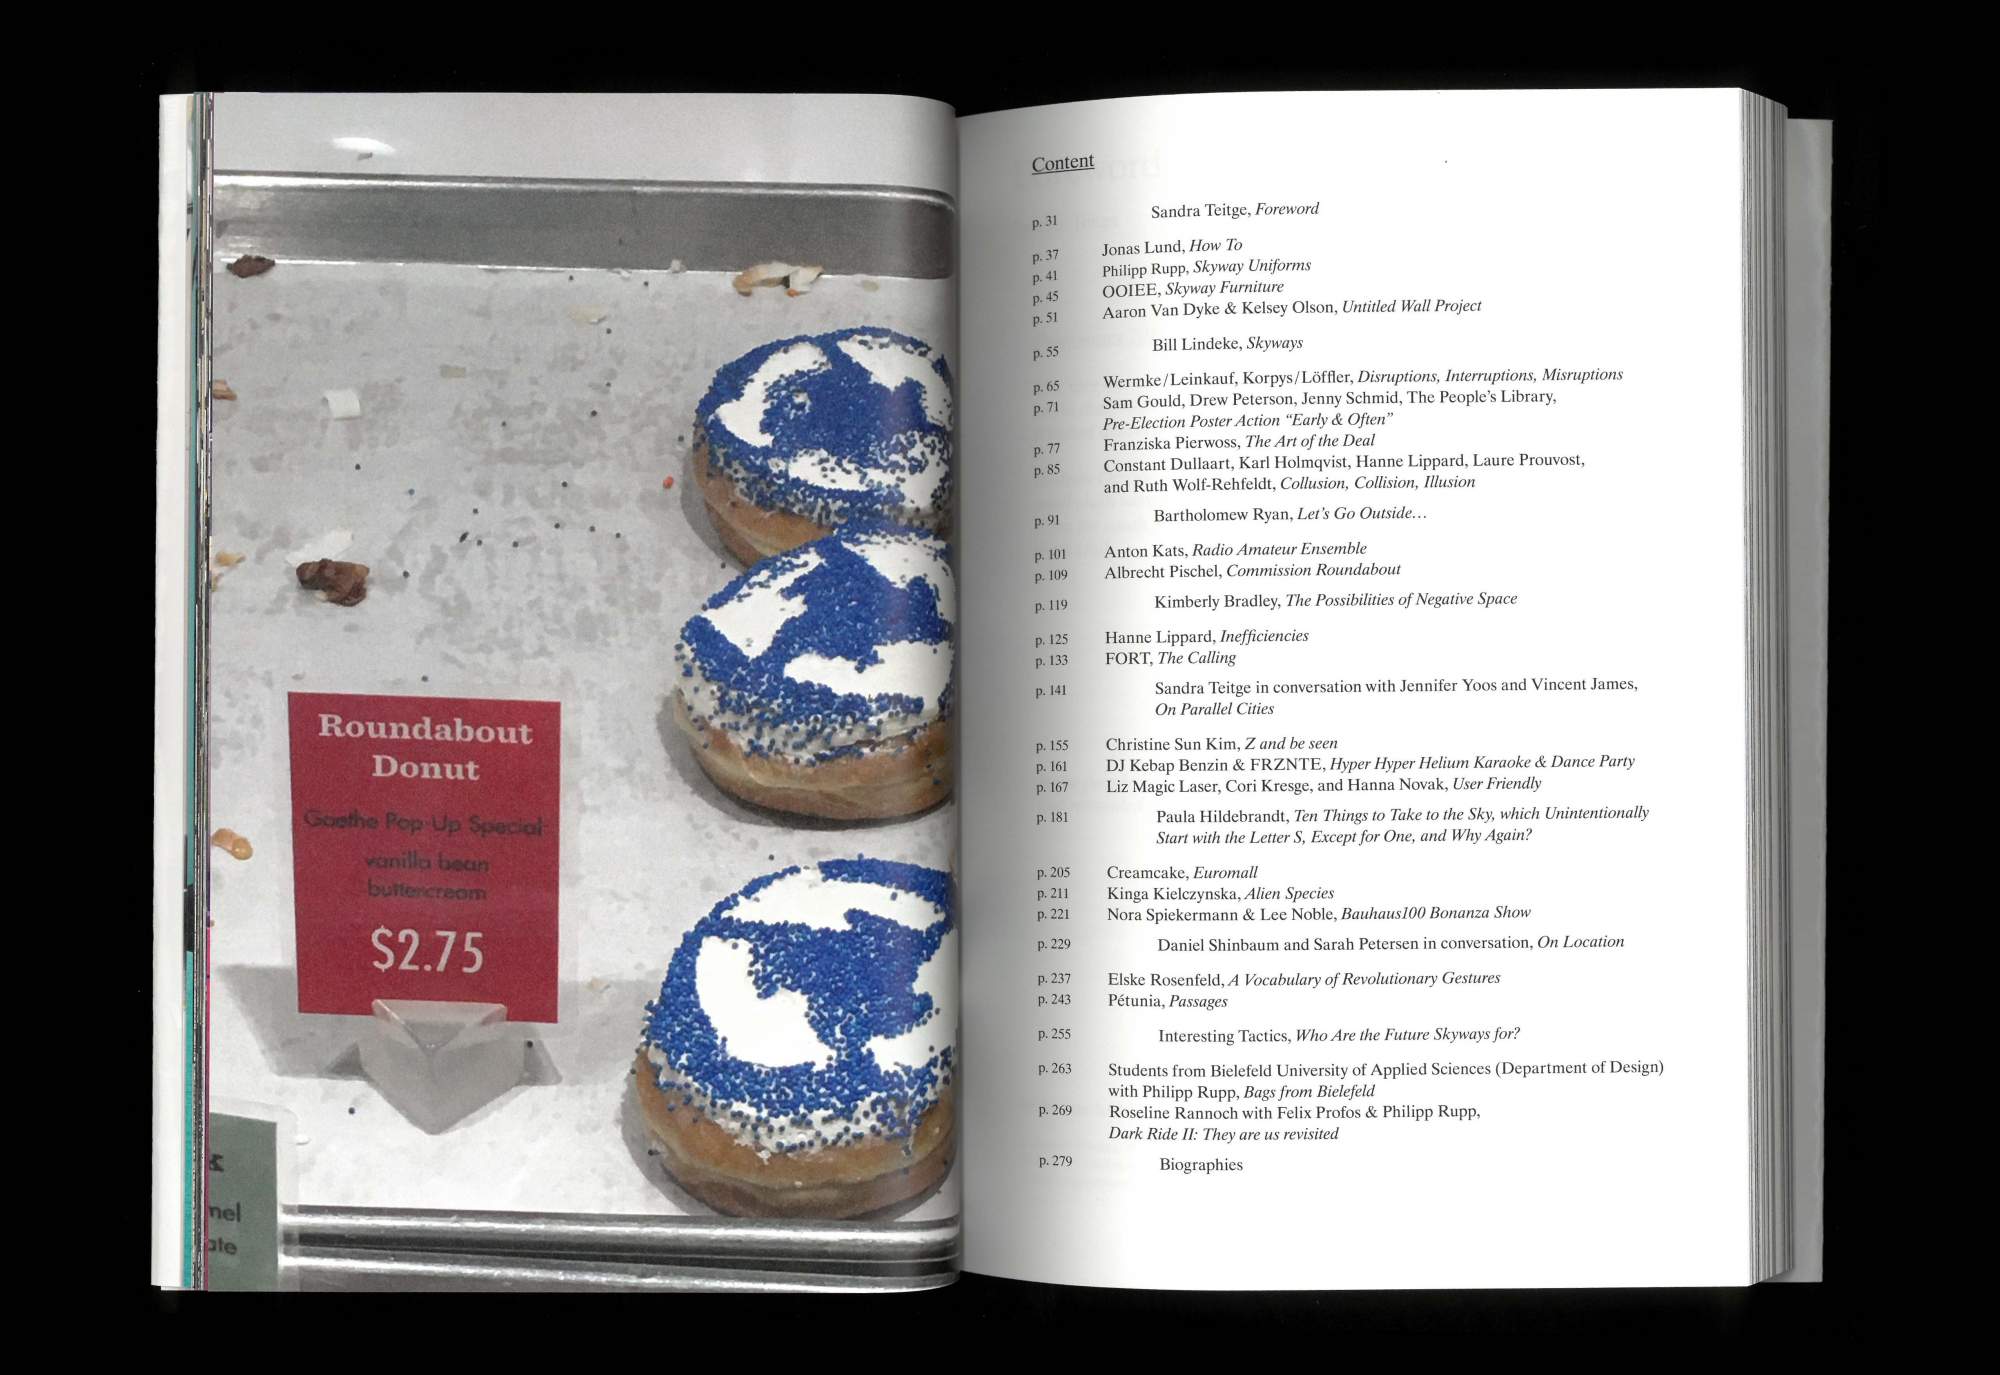 Roundabout
Donut
Goethe Pop-Up Special:
vanilla bean
buttercream
$2.75
mel
ate
Content
p. 31 Sandra Teitge, Foreword
p. 37 Jonas Lund, How To
p. 41 Philipp Rupp, Skyway Uniforms
p. 45 OOIEE, Skyway Furniture
p. 51 Aaron Van Dyke & Kelsey Olson, Untitled Wall Project
p. 55 Bill Lindeke, Skyways
p. 65 Wermke/Leinkauf, Korpys/Löffler, Disruptions, Interruptions, Misruptions
p. 71 Sam Gould, Drew Peterson, Jenny Schmid, The People’s Library,
Pre-Election Poster Action “Early & Often”
p. 77 Franziska Pierwoss, The Art of the Deal
p. 85 Constant Dullaart, Karl Holmqvist, Hanne Lippard, Laure Prouvost,
and Ruth Wolf-Rehfeldt, Collusion, Collision, Illusion
p. 91 Bartholomew Ryan, Let’s Go Outside…
p. 101 Anton Kats, Radio Amateur Ensemble
p. 109 Albrecht Pischel, Commission Roundabout
p. 119 Kimberly Bradley, The Possibilities of Negative Space
p. 125 Hanne Lippard, Inefficiencies
p. 133 FORT, The Calling
p. 141 Sandra Teitge in conversation with Jennifer Yoos and Vincent James,
On Parallel Cities
p. 155 Christine Sun Kim, Z and be seen
p. 161 DJ Kebap Benzin & FRZNTE, Hyper Hyper Helium Karaoke & Dance Party
p. 167 Liz Magic Laser, Cori Kresge, and Hanna Novak, User Friendly
p. 181 Paula Hildebrandt, Ten Things to Take to the Sky, which Unintentionally
Start with the Letter S, Except for One, and Why Again?
p. 205 Creamcake, Euromall
p. 211 Kinga Kielczynska, Alien Species
p. 221 Nora Spiekermann & Lee Noble, Bauhaus100 Bonanza Show
p. 229 Daniel Shinbaum and Sarah Petersen in conversation, On Location
p. 237 Elske Rosenfeld, A Vocabulary of Revolutionary Gestures
p. 243 Pétunia, Passages
p. 255 Interesting Tactics, Who Are the Future Skyways for?
p. 263 Students from Bielefeld University of Applied Sciences (Department of Design)
with Philipp Rupp, Bags from Bielefeld
p. 269 Roseline Rannoch with Felix Profos & Philipp Rupp,
Dark Ride II: They are us revisited
p. 279 Biographies